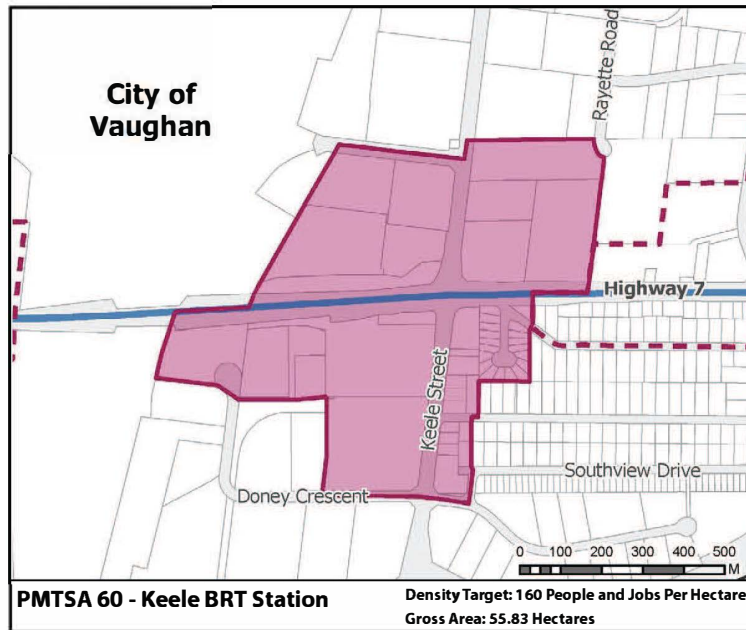 City of
Vaughan
Rayette Road
Highway 7
Keele Street
Southview Drive
Doney Crescent
0 100 200 300 400 500
M
PMTSA 60 - Keele BRT Station
Density Target: 160 People and Jobs Per Hectare
Gross Area: 55.83 Hectares